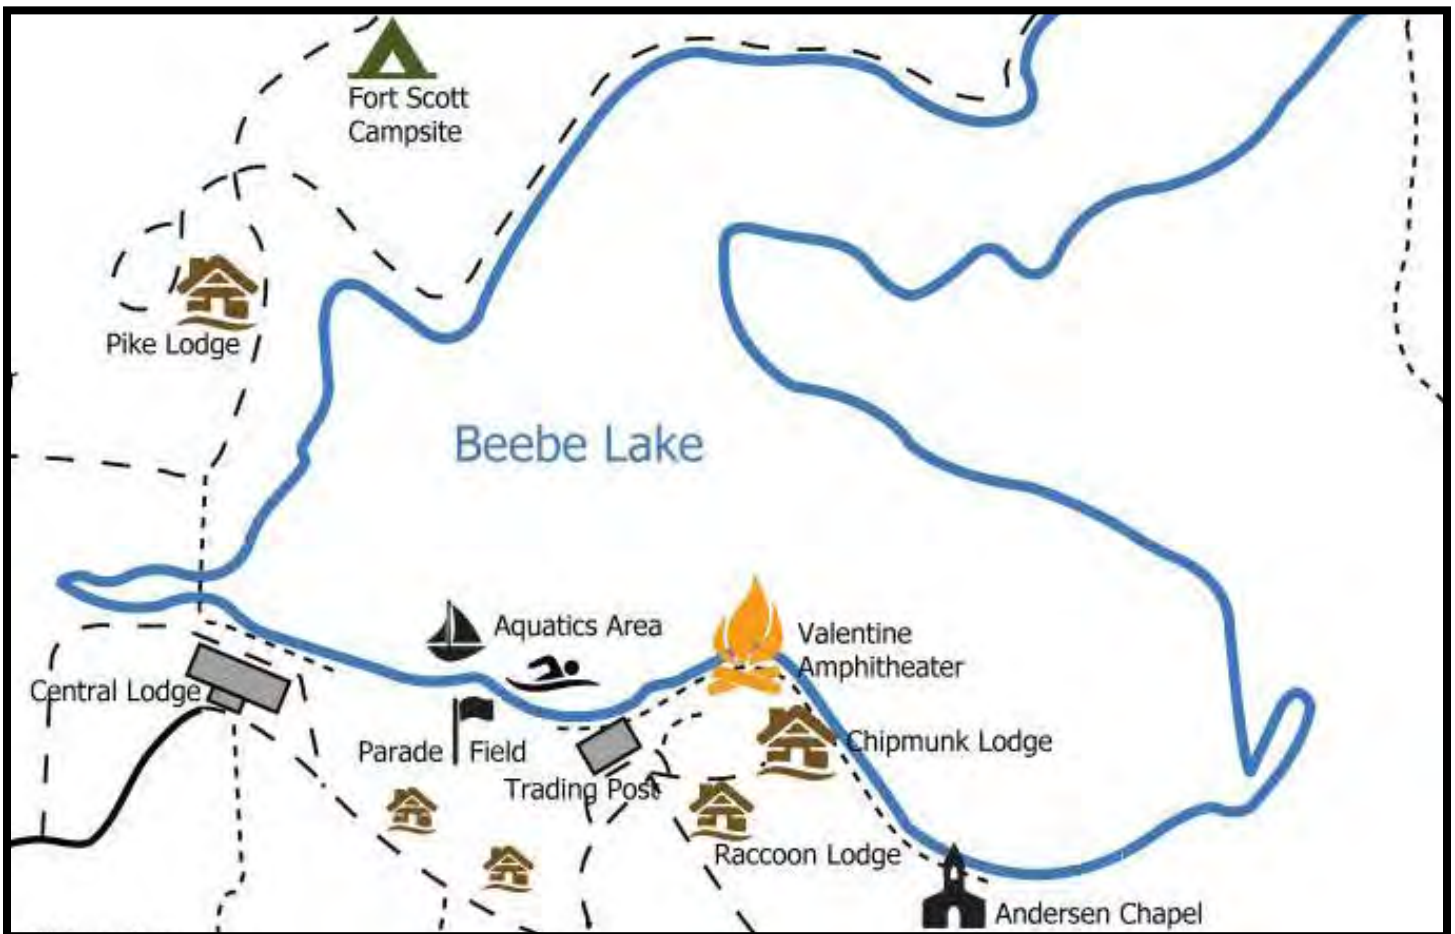 Fort Scott
Campsite
Pike Lodge
Beebe Lake
Aquatics Area
Valentine
Amphitheater
Central Lodge
Parade Field
Chipmunk Lodge
Trading Post
Raccoon Lodge
Andersen Chapel